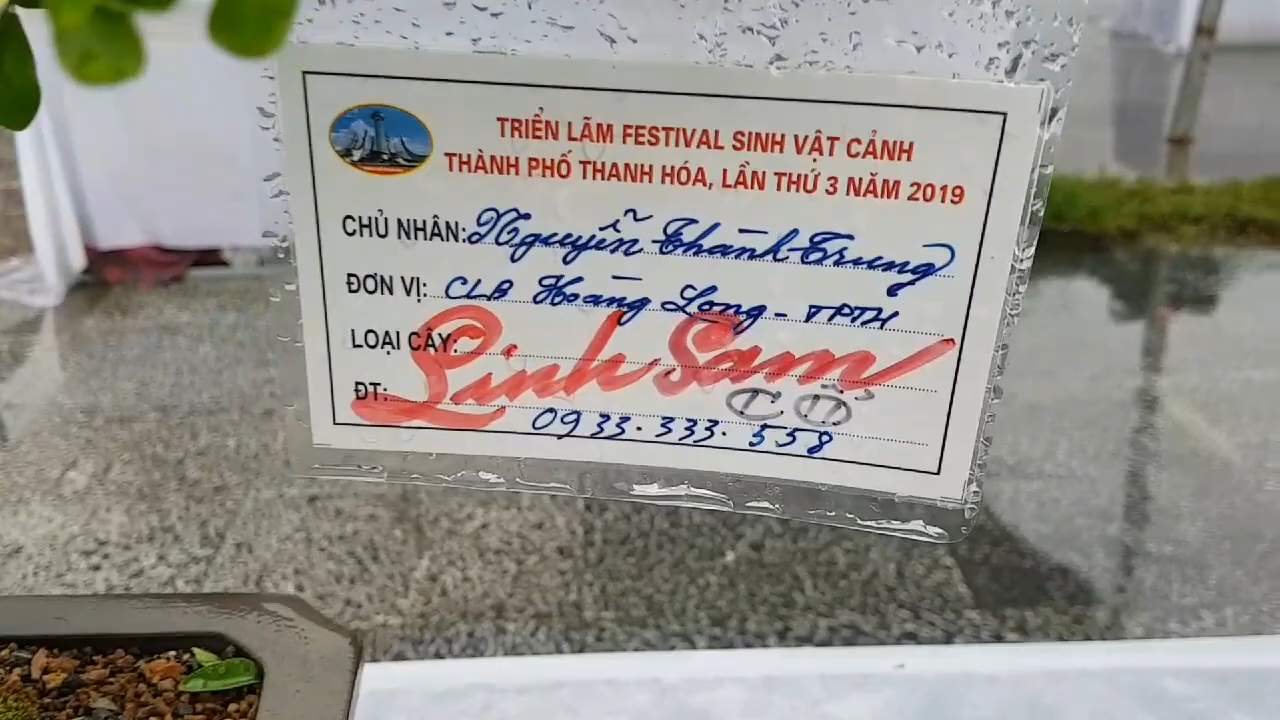 TRIỂN LÃM FESTIVAL SINH VẬT CẢNH
THÀNH PHỐ THANH HÓA, LẦN THỨ 3 NĂM 2019
CHỦ NHÂN: Nguyễn Thành Trung
ĐƠN VỊ: CLB Hoàng Long - TPTH
LOẠI CÂY: Linh Sam
CỔ
ĐT: 0933.333.558